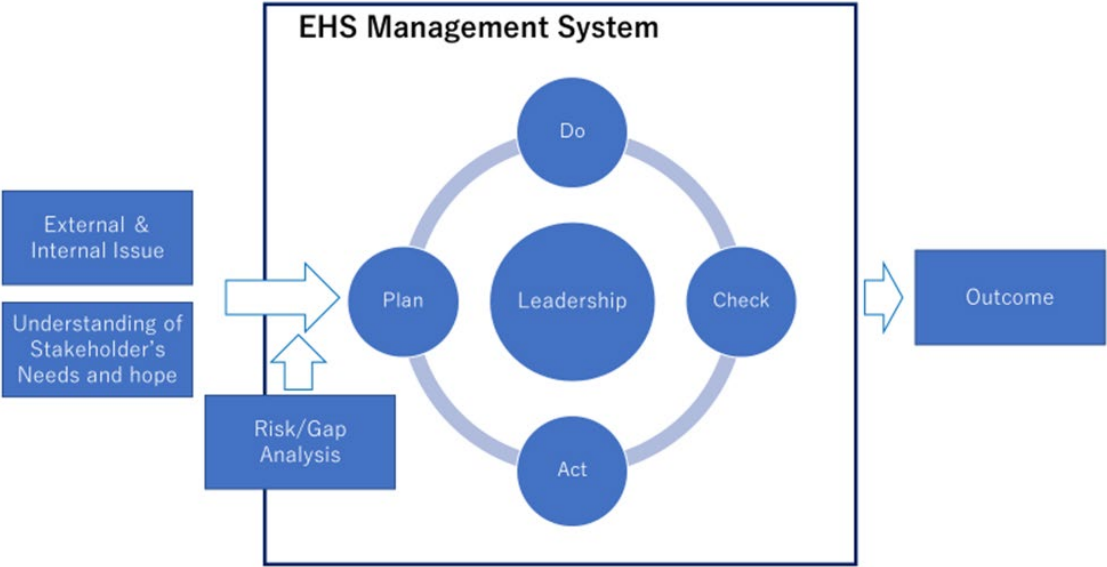 EHS Management System
Do
External &
Internal Issue
Plan
Leadership
Check
Outcome
Understanding of
Stakeholder's
Needs and hope
Risk/Gap
Analysis
Act